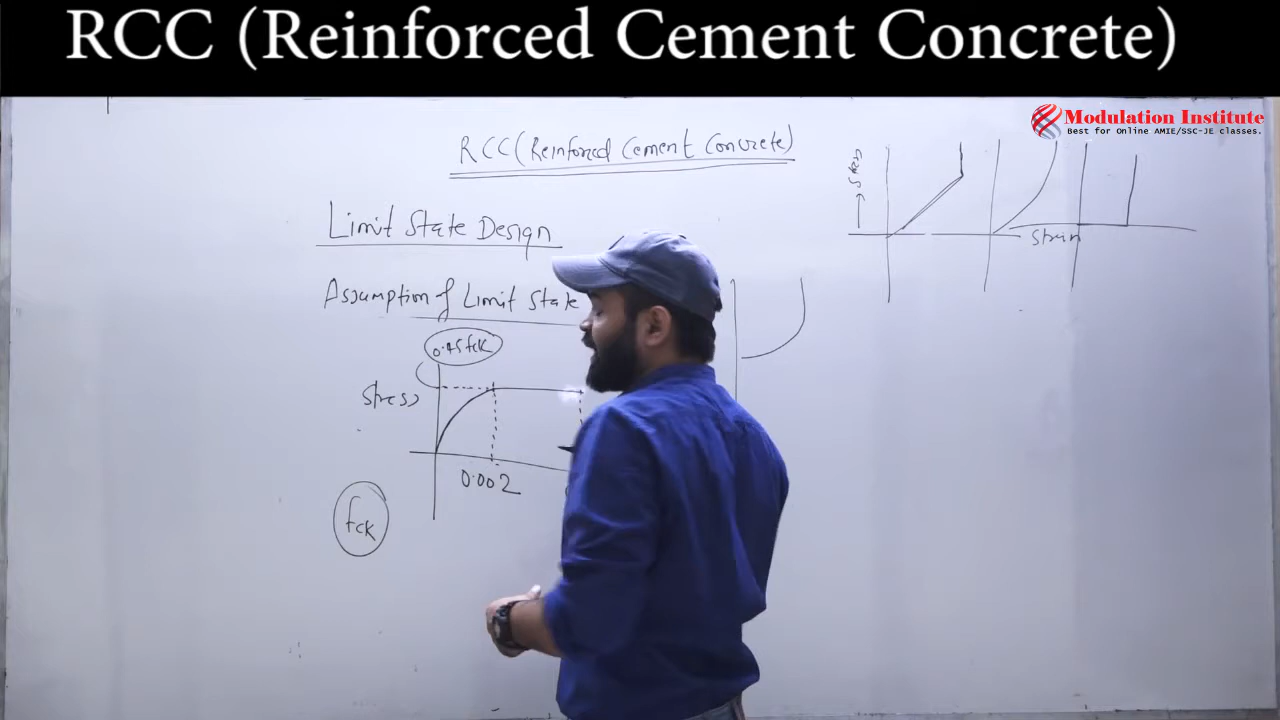 RCC (Reinforced Cement Concrete)
Modulation Institute
Best for Online AMIE/SSC-JE classes.
RCC (Reinforced Cement Concrete)
Limit State Design
Assumption of Limit State
0.45fck
Stress
0.002
fck
Strain